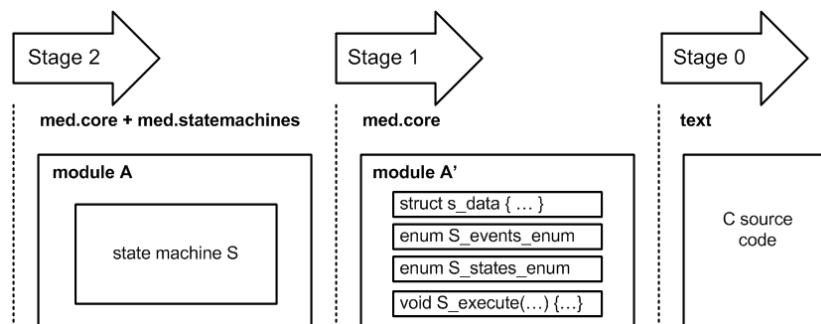 Stage 2
Stage 1
Stage 0
med.core + med.statemachines
med.core
text
module A
state machine S
module A’
struct s_data { … }
enum S_events_enum
enum S_states_enum
void S_execute(…) {…}
C source
code